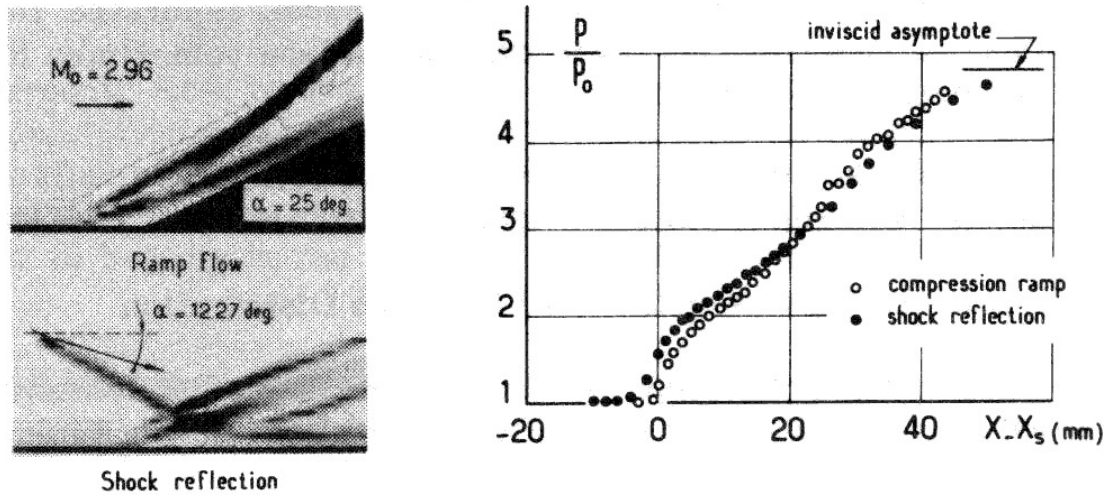 M₀ = 2.96
α = 25 deg
Ramp flow
α = 12.27 deg.
Shock reflection
P
P₀
inviscid asymptote
5
4
3
2
1
compression ramp
shock reflection
-20
0
20
40
X-Xₛ (mm)